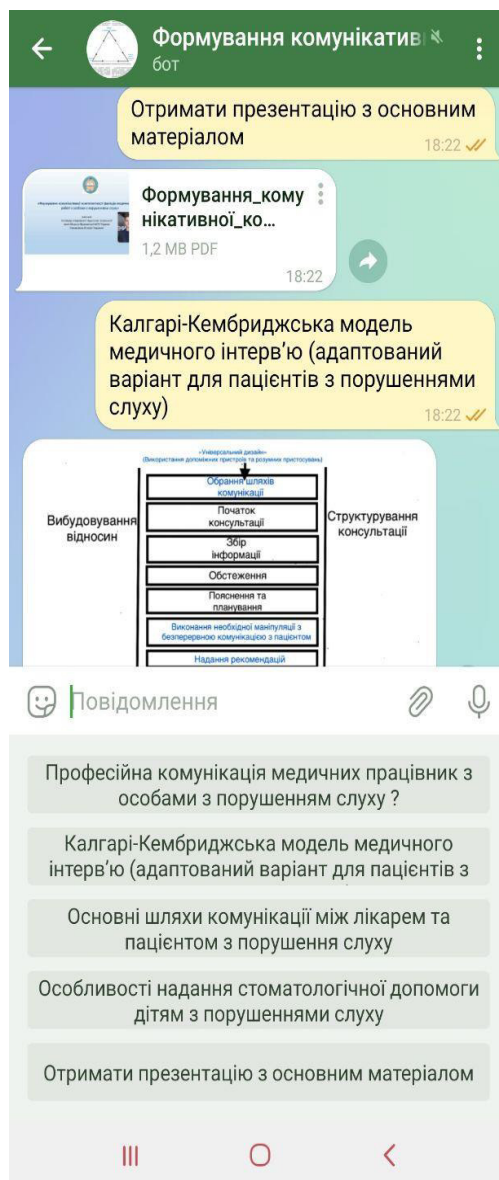 Формування комунікатив
бот
Отримати презентацію з основним
матеріалом
18:22
Формування_кому
нікативної_ко...
1,2 MB PDF
18:22
Калгарі-Кембриджська модель
медичного інтерв'ю (адаптований
варіант для пацієнтів з порушеннями
слуху)
18:22
«Універсальний дизайн»
(Використання допоміжних пристроїв та розумних пристосувань)
Обрання шляхів
комунікації
Вибудовування
відносин
Початок
консультації
Структурування
консультації
Збір
інформації
Обстеження
Пояснення та
планування
Виконання необхідної маніпуляції з
безперервною комунікацією з пацієнтом
Надання рекомендацій
Повідомлення
Професійна комунікація медичних працівник з
особами з порушенням слуху ?
Калгарі-Кембриджська модель медичного
інтерв'ю (адаптований варіант для пацієнтів з
Основні шляхи комунікації між лікарем та
пацієнтом з порушення слуху
Особливості надання стоматологічної допомоги
дітям з порушеннями слуху
Отримати презентацію з основним матеріалом